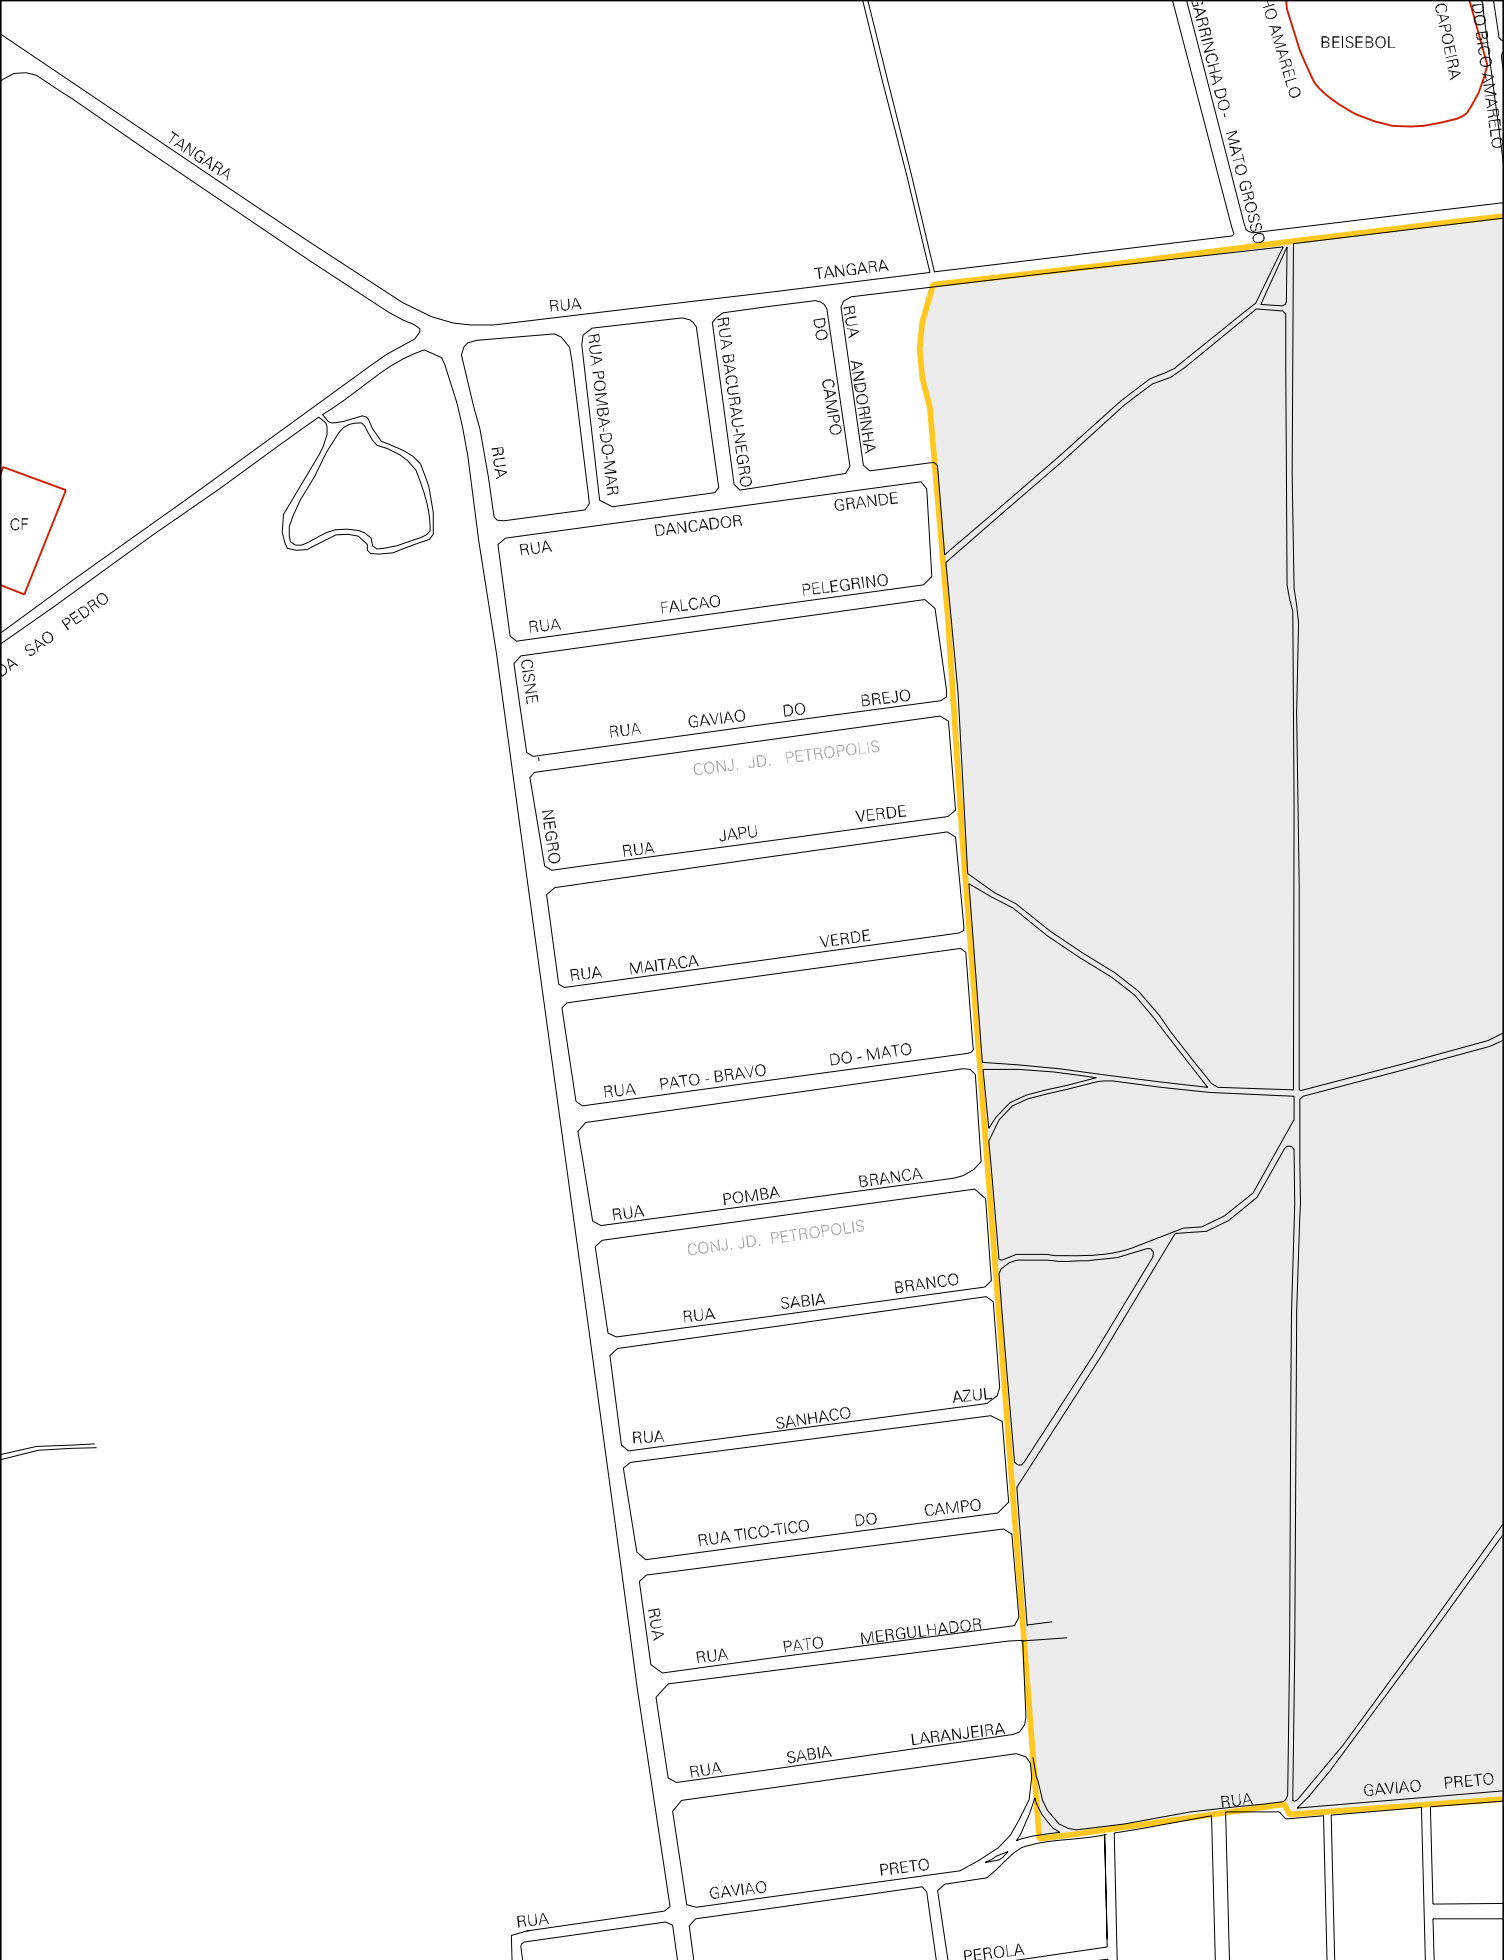 BEISEBOL
CAPOEIRA
DO BICO AMARELO
HO AMARELO
GARRINCHA DO - MATO GROSSO
TANGARA
RUA TANGARA
RUA POMBA-DO-MAR
RUA BACURAU-NEGRO
DO CAMPO
RUA ANDORINHA
RUA
CF
DA SAO PEDRO
RUA DANCADOR GRANDE
RUA FALCAO PELEGRINO
CISNE
RUA GAVIAO DO BREJO
-
CONJ. JD. PETROPOLIS
NEGRO
RUA JAPU VERDE
RUA MAITACA VERDE
RUA PATO - BRAVO DO - MATO
RUA POMBA BRANCA
CONJ. JD. PETROPOLIS
RUA SABIA BRANCO
RUA SANHACO AZUL
RUA TICO-TICO DO CAMPO
RUA
RUA PATO MERGULHADOR
RUA SABIA LARANJEIRA
RUA GAVIAO PRETO
RUA GAVIAO PRETO
PEROLA